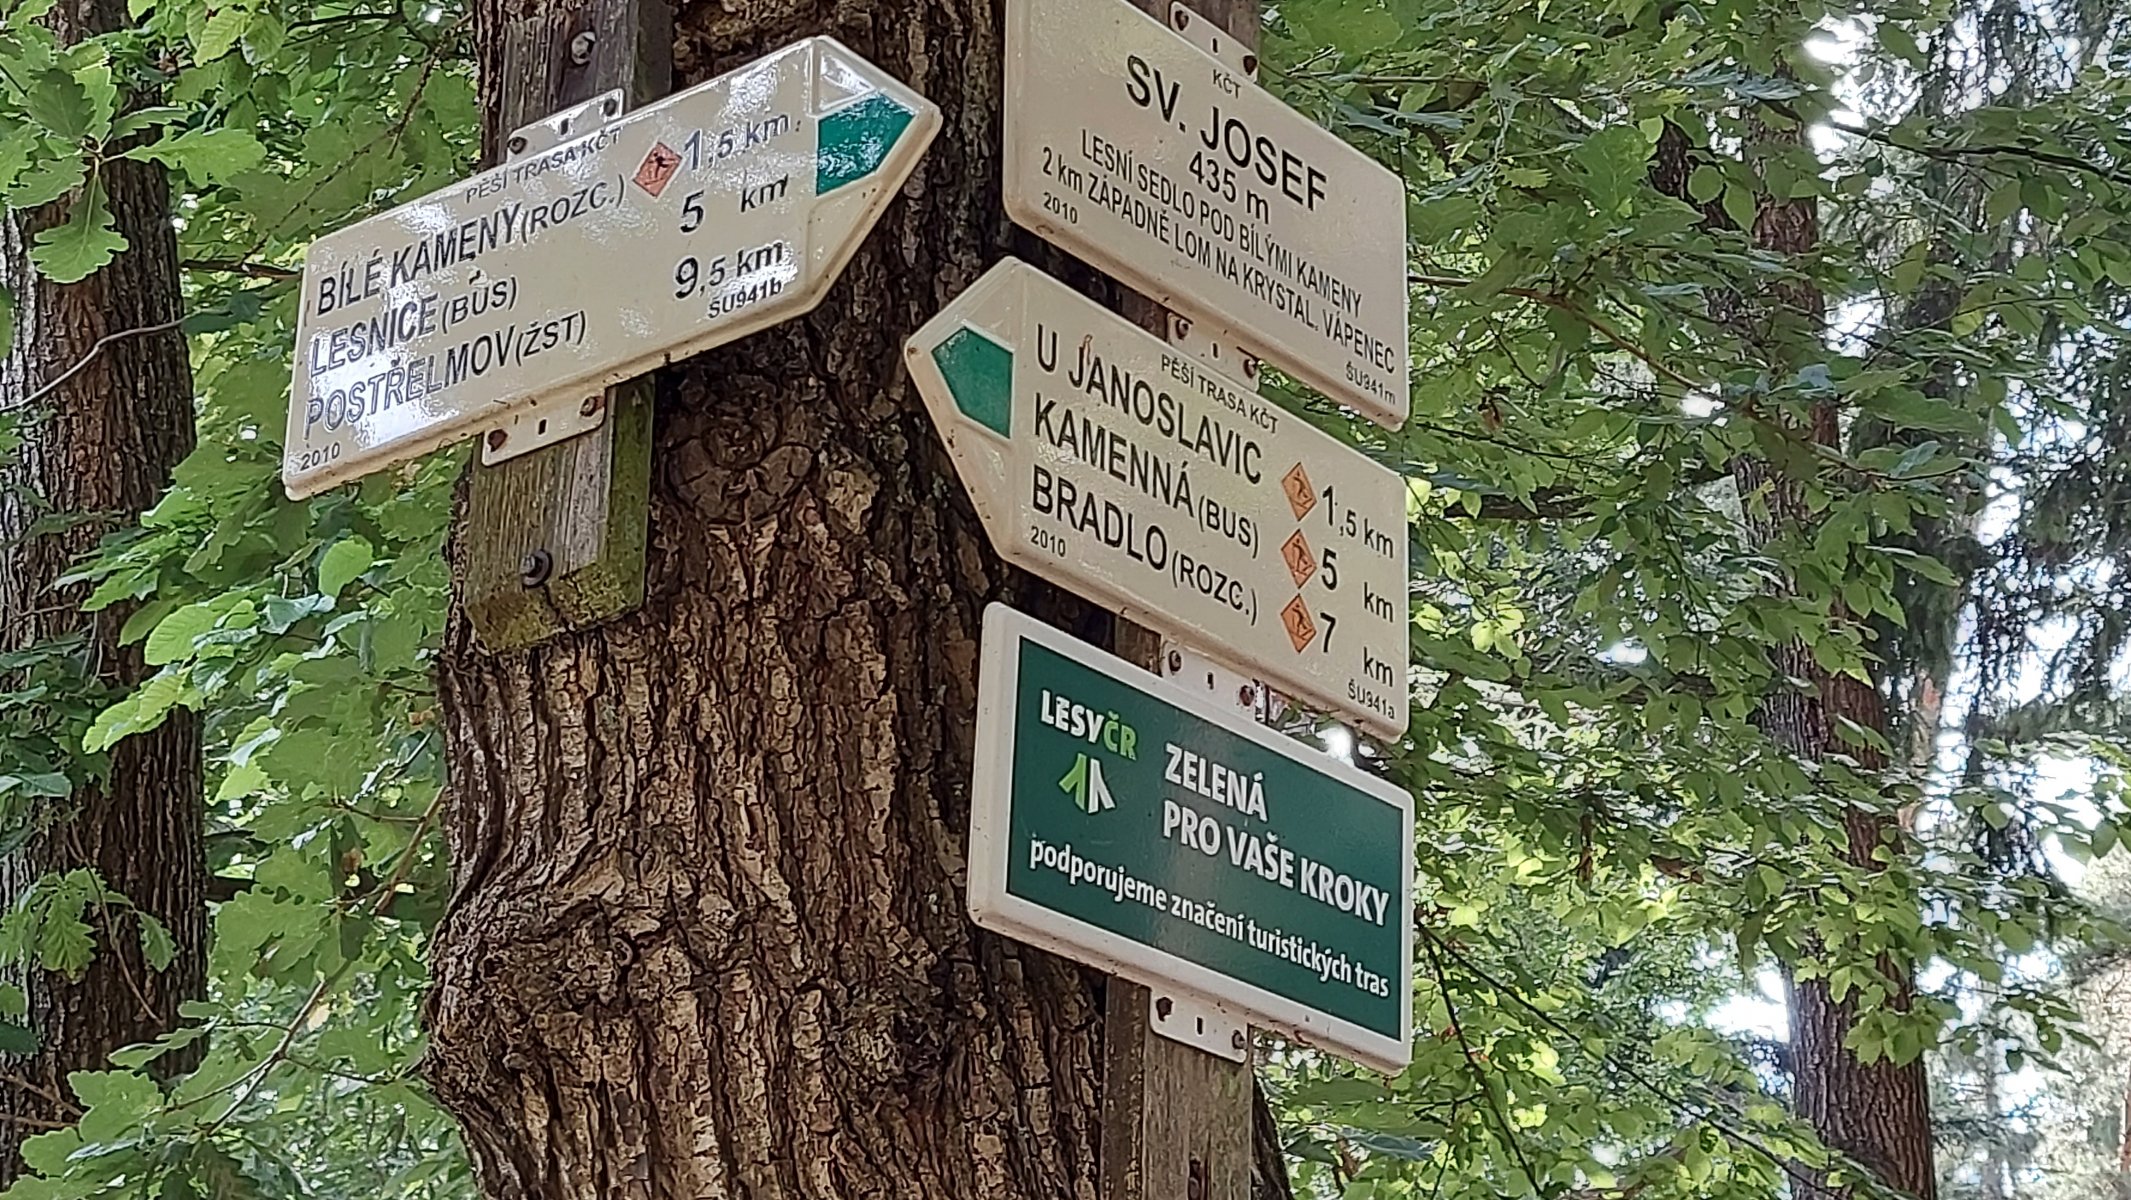 PĚŠÍ TRASA KČT
BÍLÉ KAMENY (ROZC.) 1,5 km
LESNICE (BUS) 5 km
POSTŘELMOV (ŽST) 9,5 km
2010 ŠU941b
KČT
SV. JOSEF
435 m
LESNÍ SEDLO POD BÍLÝMI KAMENY
2 km ZÁPADNĚ LOM NA KRYSTAL. VÁPENEC
2010 ŠU941m
PĚŠÍ TRASA KČT
U JANOSLAVIC 1,5 km
KAMENNÁ (BUS) 5 km
BRADLO (ROZC.) 7 km
2010 ŠU941a
LESY ČR
ZELENÁ
PRO VAŠE KROKY
podporujeme značení turistických tras